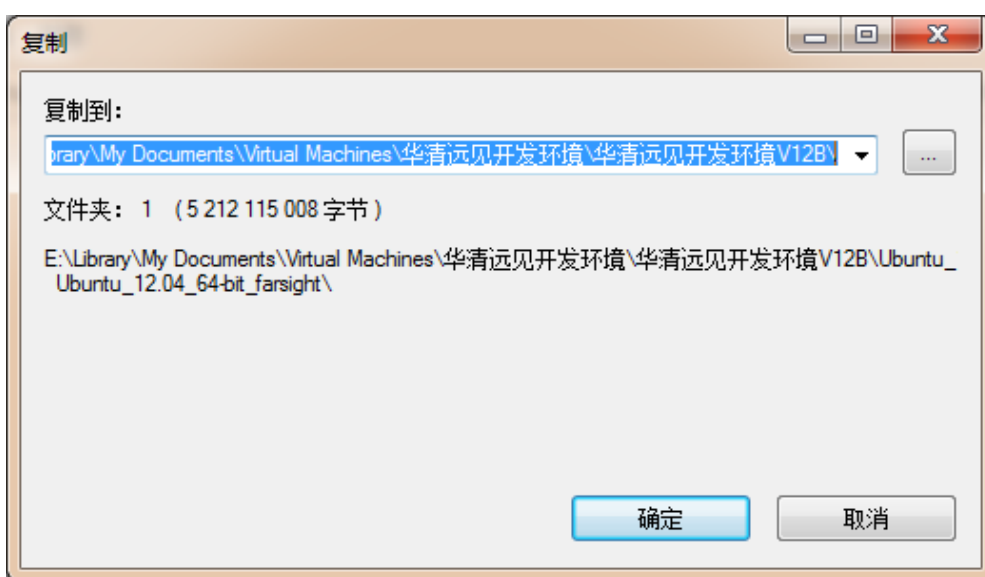 复制
复制到：
brary\My Documents\Virtual Machines\华清远见开发环境\华清远见开发环境V12B\
...
文件夹： 1 （ 5 212 115 008 字节 ）
E:\Library\My Documents\Virtual Machines\华清远见开发环境\华清远见开发环境V12B\Ubuntu_
Ubuntu_12.04_64-bit_farsight\
确定 取消